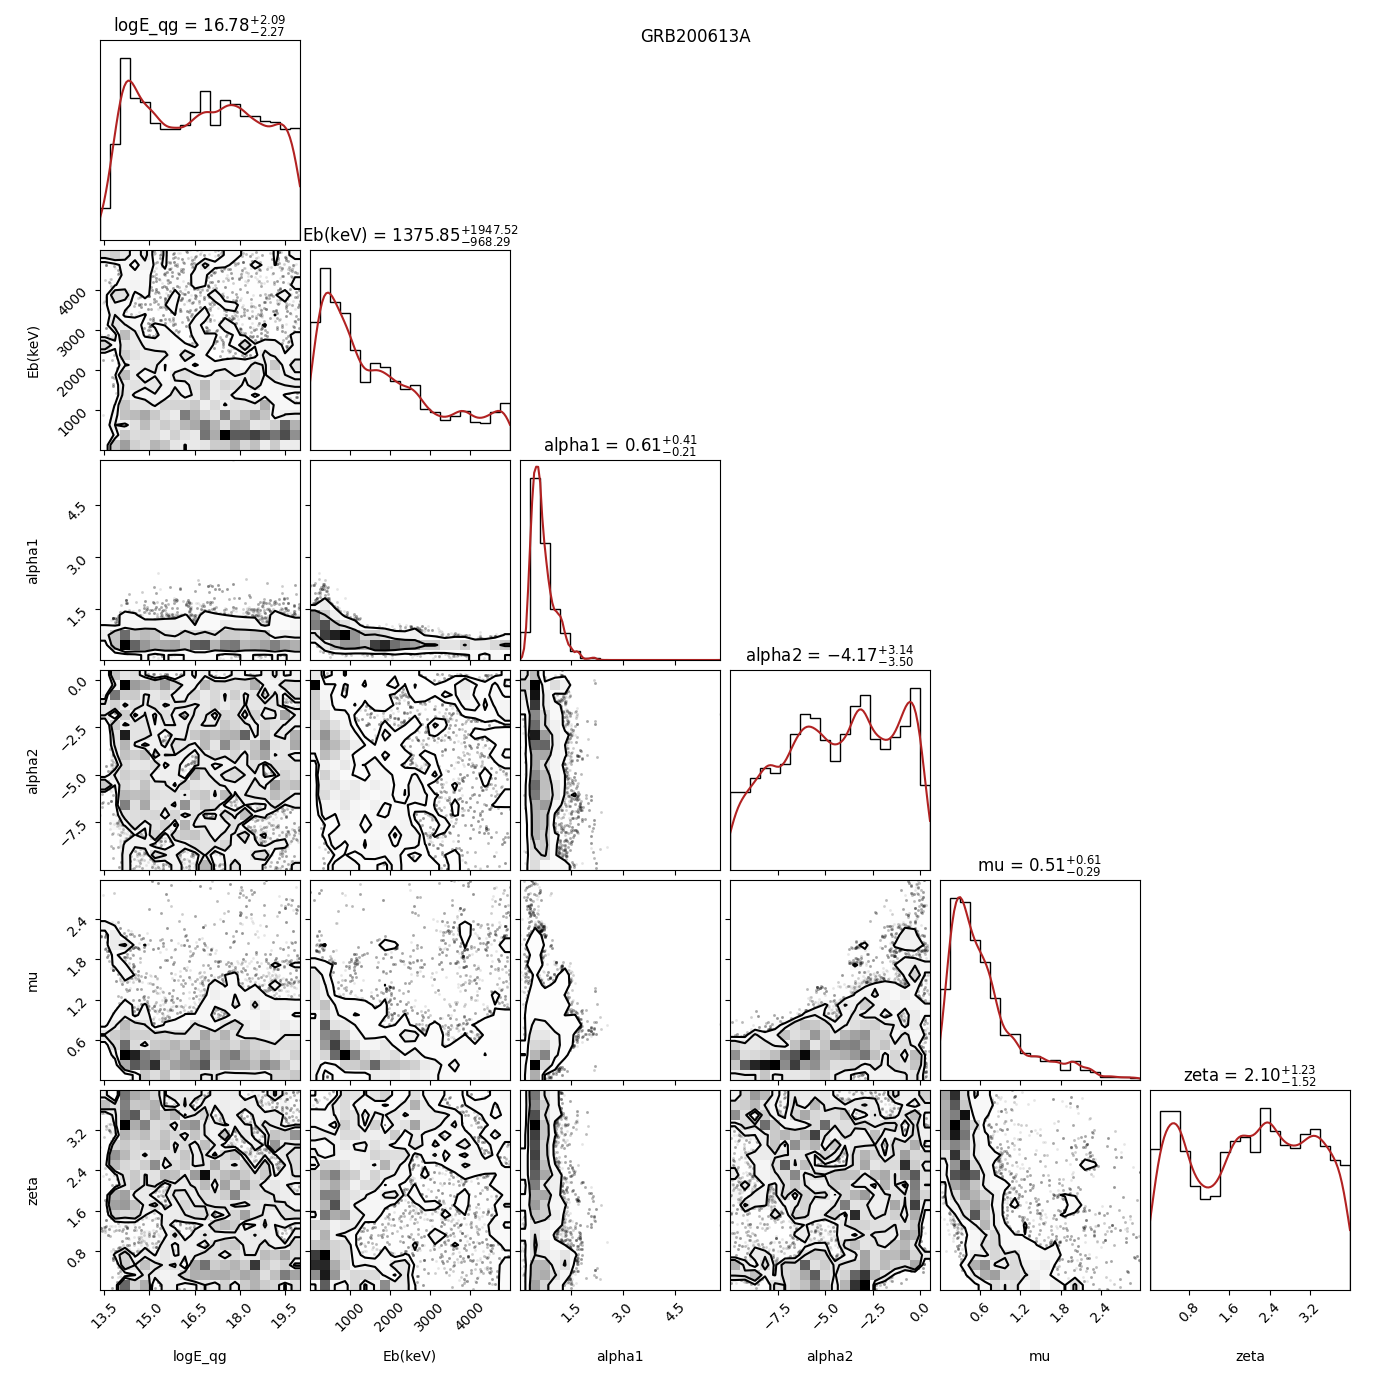 GRB200613A
logE_qg = 16.78+2.09 −2.27
Eb(keV) = 1375.85+1947.52 −968.29
4000
3000
2000
1000
Eb(keV)
alpha1 = 0.61+0.41 −0.21
4.5
3.0
1.5
alpha1
alpha2 = −4.17+3.14 −3.50
0.0
−2.5
−5.0
−7.5
alpha2
mu = 0.51+0.61 −0.29
2.4
1.8
1.2
0.6
mu
zeta = 2.10+1.23 −1.52
3.2
2.4
1.6
0.8
zeta
13.5 15.0 16.5 18.0 19.5
1000 2000 3000 4000
1.5 3.0 4.5
−7.5 −5.0 −2.5 0.0
0.6 1.2 1.8 2.4
0.8 1.6 2.4 3.2
logE_qg Eb(keV) alpha1 alpha2 mu zeta